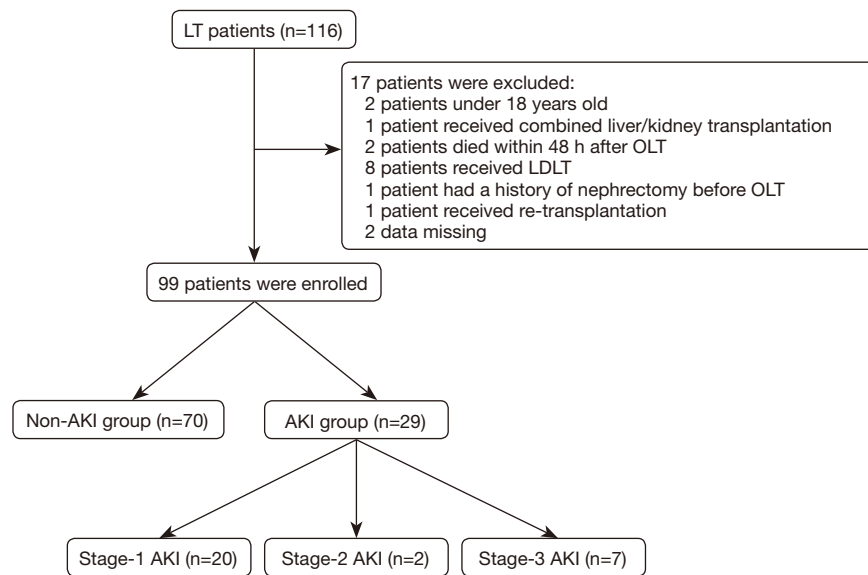 LT patients (n=116)
17 patients were excluded:
2 patients under 18 years old
1 patient received combined liver/kidney transplantation
2 patients died within 48 h after OLT
8 patients received LDLT
1 patient had a history of nephrectomy before OLT
1 patient received re-transplantation
2 data missing
99 patients were enrolled
Non-AKI group (n=70)
AKI group (n=29)
Stage-1 AKI (n=20)
Stage-2 AKI (n=2)
Stage-3 AKI (n=7)